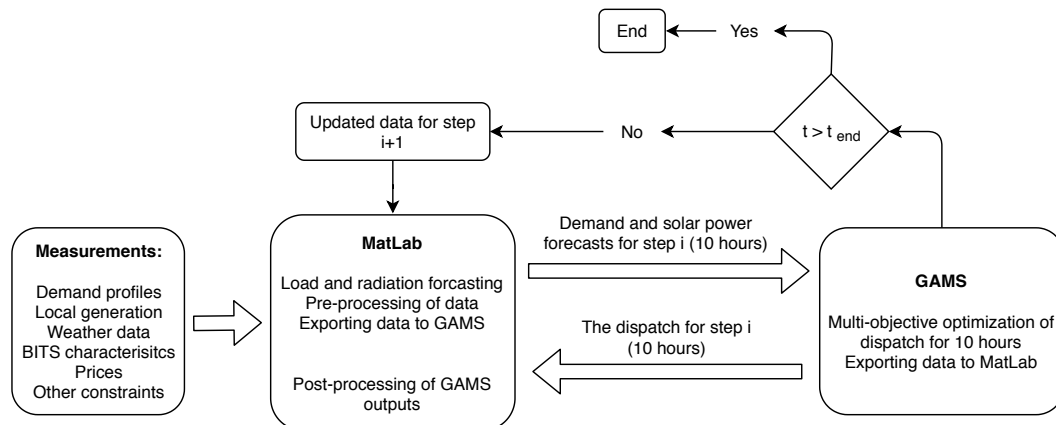 End
Yes
Updated data for step
i+1
No
t > t end
Measurements:
Demand profiles
Local generation
Weather data
BITS characterisitcs
Prices
Other constraints
MatLab
Load and radiation forcasting
Pre-processing of data
Exporting data to GAMS
Post-processing of GAMS
outputs
Demand and solar power
forecasts for step i (10 hours)
The dispatch for step i
(10 hours)
GAMS
Multi-objective optimization of
dispatch for 10 hours
Exporting data to MatLab